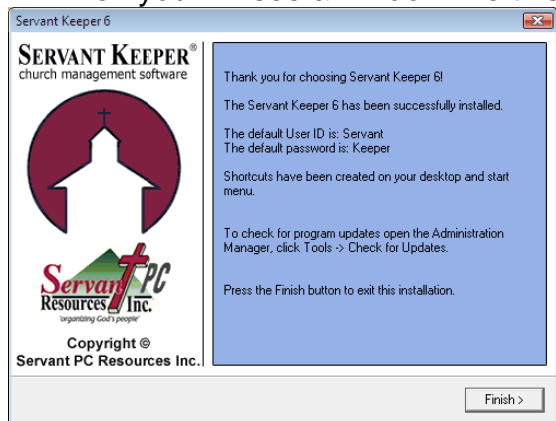 Servant Keeper 6
SERVANT KEEPER®
church management software
Servant PC
Resources Inc.
"organizing God's people"
Copyright ©
Servant PC Resources Inc.
Thank you for choosing Servant Keeper 6!
The Servant Keeper 6 has been successfully installed.
The default User ID is: Servant
The default password is: Keeper
Shortcuts have been created on your desktop and start
menu.
To check for program updates open the Administration
Manager, click Tools -> Check for Updates.
Press the Finish button to exit this installation.
Finish >